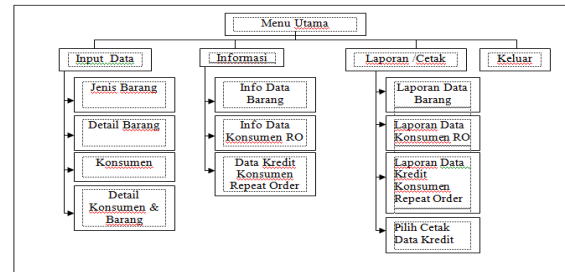 Menu Utama
Input Data
Informasi
Laporan /Cetak
Keluar
Jenis Barang
Detail Barang
Konsumen
Detail
Konsumen &
Barang
Info Data
Barang
Info Data
Konsumen RO
Data Kredit
Konsumen
Repeat Order
Laporan Data
Barang
Laporan Data
Konsumen RO
Laporan Data
Kredit
Konsumen
Repeat Order
Pilih Cetak
Data Kredit